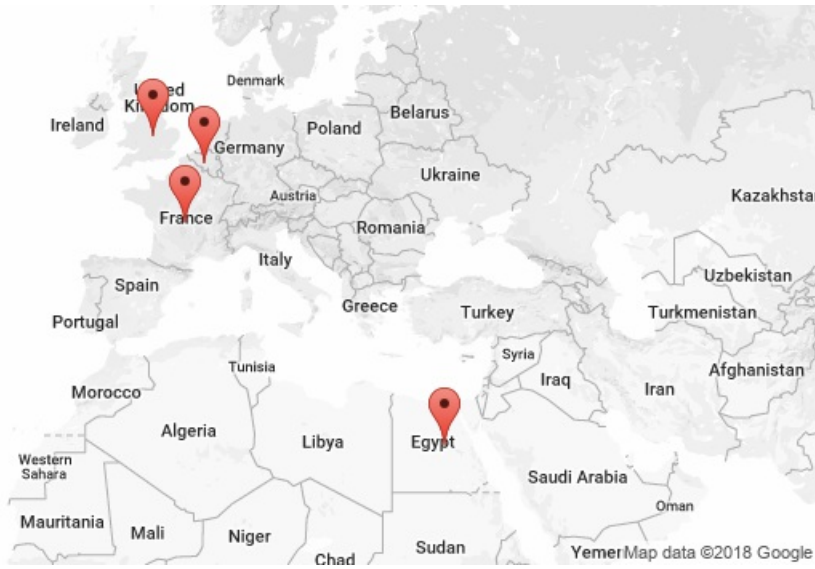 Denmark
United
Kingdom
Ireland
Belarus
Poland
Germany
Ukraine
Kazakhsta
Austria
France
Romania
Italy
Uzbekistan
Spain
Greece
Turkey
Turkmenistan
Portugal
Syria
Tunisia
Afghanistan
Iraq
Iran
Morocco
Algeria
Libya
Egypt
Western
Sahara
Saudi Arabia
Oman
Mauritania
Mali
Niger
Sudan
Chad
Yemen
Map data ©2018 Google